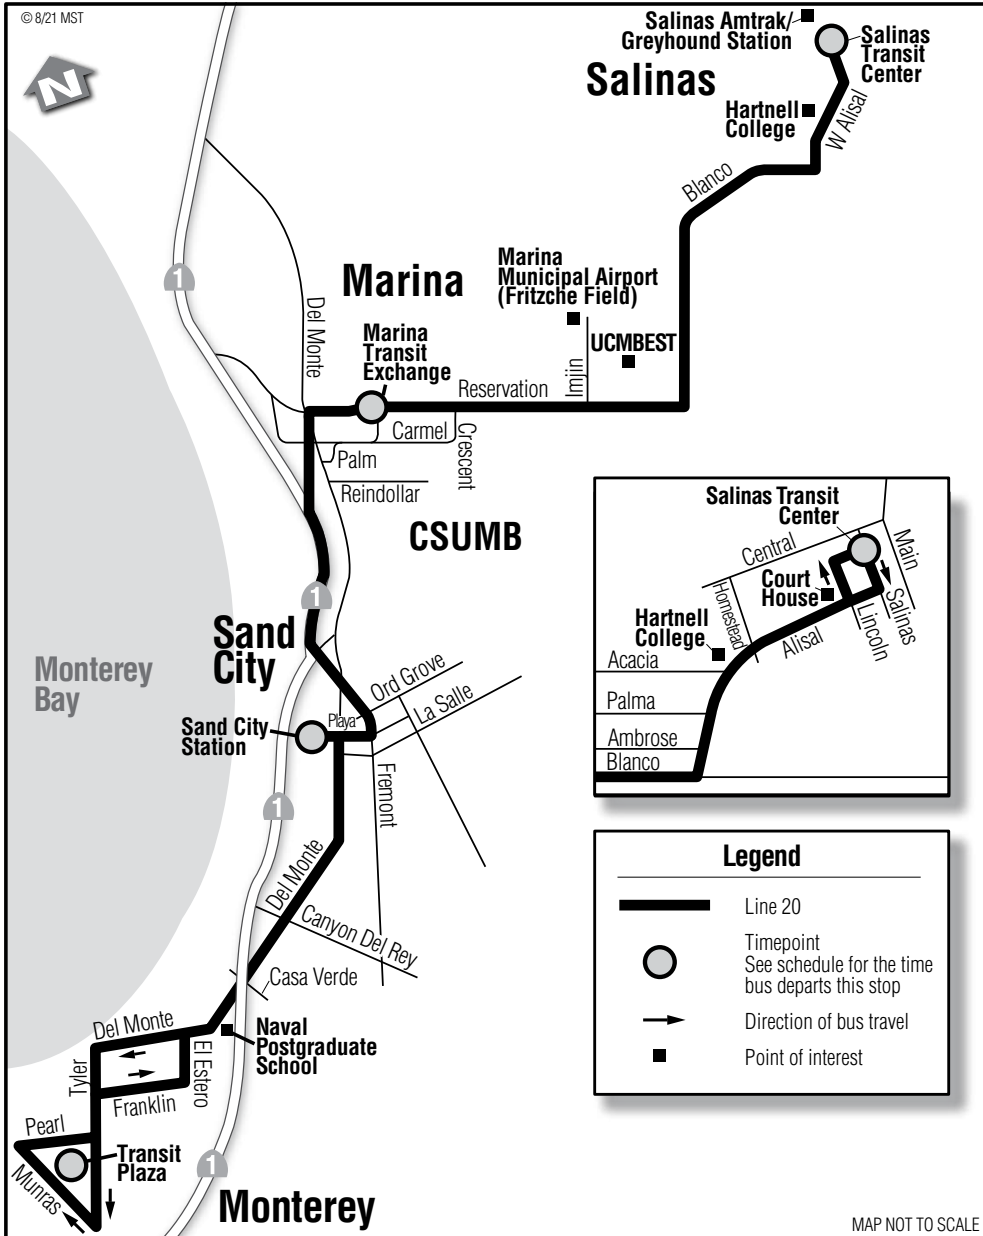 © 8/21 MST
N
Salinas Amtrak/
Greyhound Station
Salinas
Transit
Center
Salinas
Hartnell
College
W Alisal
Blanco
1
Marina
Marina
Municipal Airport
(Fritzche Field)
UCMBEST
Imjin
Del Monte
Marina
Transit
Exchange
Reservation
Carmel
Crescent
Palm
Reindollar
CSUMB
1
Sand
City
Monterey
Bay
Ord Grove
La Salle
Playa
Sand City
Station
Fremont
1
Del Monte
Canyon Del Rey
Casa Verde
Naval
Postgraduate
School
Del Monte
El Estero
Tyler
Franklin
Pearl
Munras
Transit
Plaza
1
Monterey
Salinas Transit
Center
Central
Main
Court
House
Salinas
Lincoln
Homestead
Hartnell
College
Alisal
Acacia
Palma
Ambrose
Blanco
Legend
Line 20
Timepoint
See schedule for the time
bus departs this stop
Direction of bus travel
Point of interest
MAP NOT TO SCALE